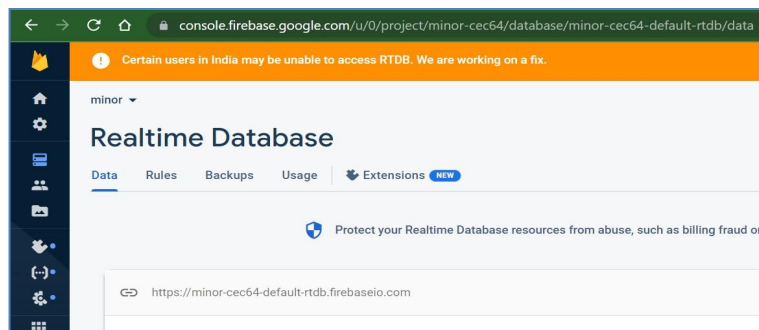 console.firebase.google.com/u/0/project/minor-cec64/database/minor-cec64-default-rtdb/data
Certain users in India may be unable to access RTDB. We are working on a fix.
minor
Realtime Database
Data Rules Backups Usage Extensions NEW
Protect your Realtime Database resources from abuse, such as billing fraud o
https://minor-cec64-default-rtdb.firebaseio.com